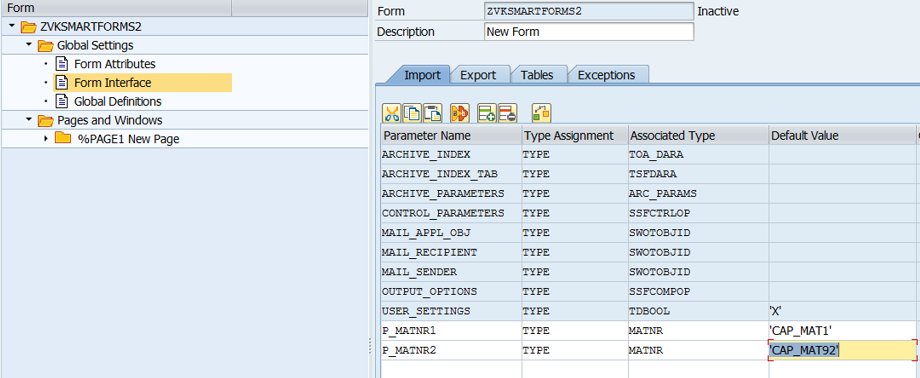 Form
ZVKSMARTFORMS2
Global Settings
Form Attributes
Form Interface
Global Definitions
Pages and Windows
%PAGE1 New Page
Form ZVKSMARTFORMS2 Inactive
Description New Form
Import Export Tables Exceptions
Parameter Name Type Assignment Associated Type Default Value
ARCHIVE_INDEX TYPE TOA_DARA
ARCHIVE_INDEX_TAB TYPE TSFDARA
ARCHIVE_PARAMETERS TYPE ARC_PARAMS
CONTROL_PARAMETERS TYPE SSFCTRLOP
MAIL_APPL_OBJ TYPE SWOTOBJID
MAIL_RECIPIENT TYPE SWOTOBJID
MAIL_SENDER TYPE SWOTOBJID
OUTPUT_OPTIONS TYPE SSFCOMPOP
USER_SETTINGS TYPE TDBOOL 'X'
P_MATNR1 TYPE MATNR 'CAP_MAT1'
P_MATNR2 TYPE MATNR 'CAP_MAT92'